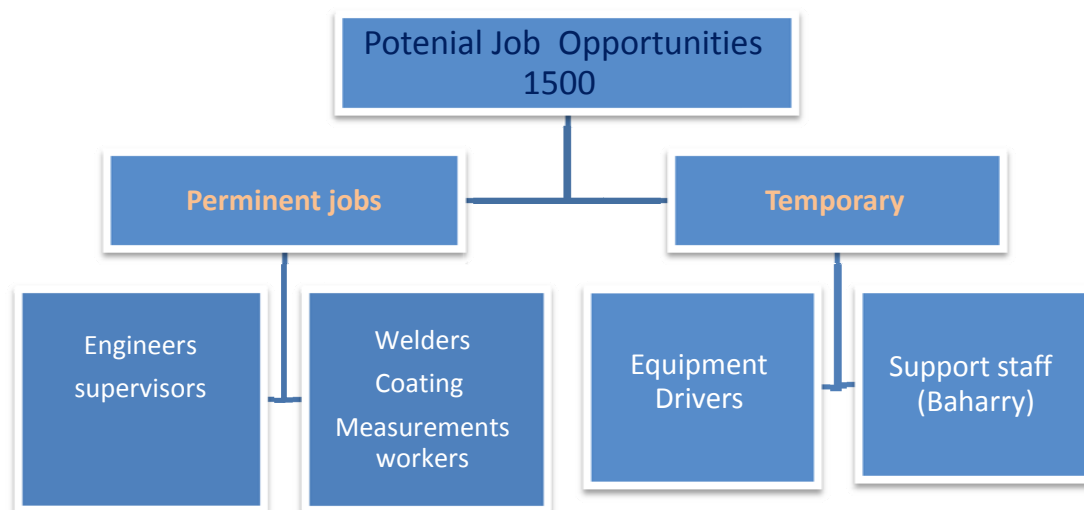 Potenial Job Opportunities
1500
Perminent jobs
Temporary
Engineers
supervisors
Welders
Coating
Measurements
workers
Equipment
Drivers
Support staff
(Baharry)